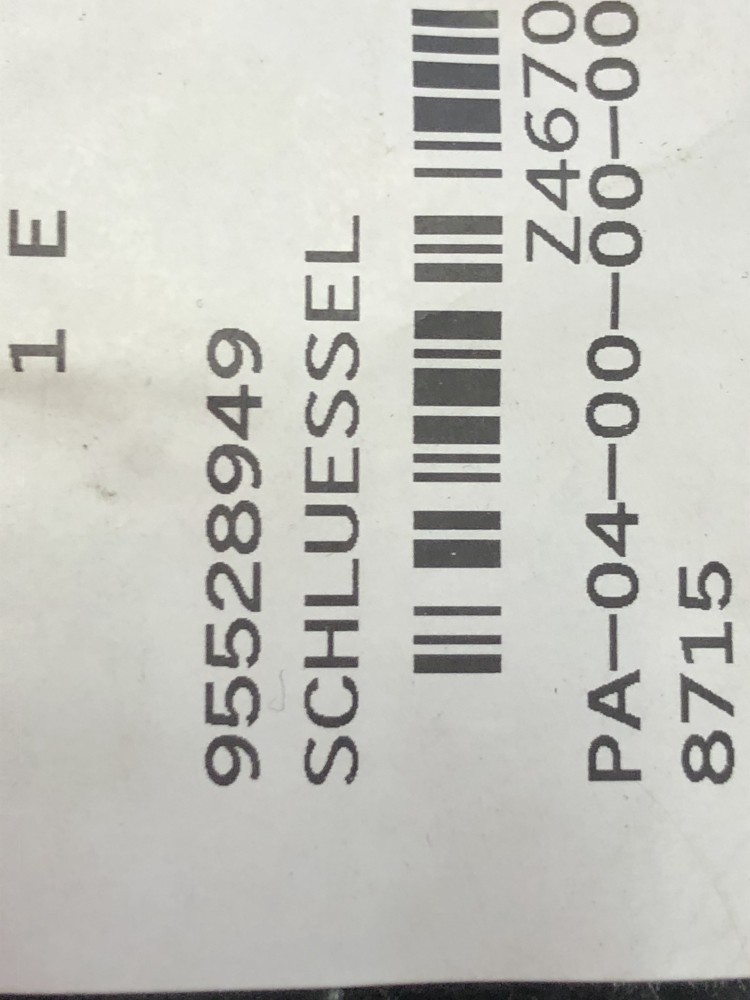 1 E
95528949
SCHLUESSEL
Z4670
PA-04-00-00-00
8715